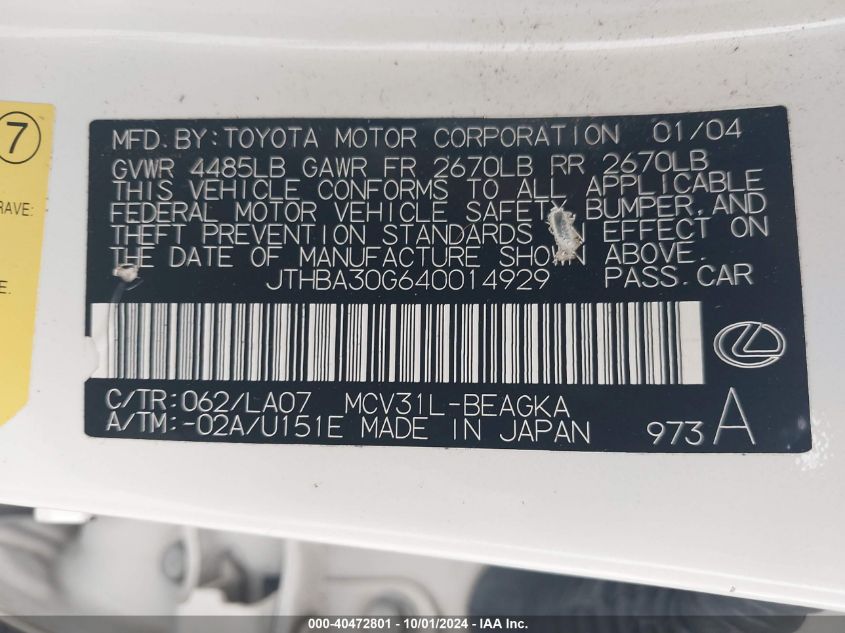 7
RAVE:
E.
MFD. BY: TOYOTA MOTOR CORPORATION 01/04
GVWR 4485LB GAWR FR 2670LB RR 2670LB
THIS VEHICLE CONFORMS TO ALL APPLICABLE
FEDERAL MOTOR VEHICLE SAFETY, BUMPER, AND
THEFT PREVENTION STANDARDS EFFECT ON
THE DATE OF MANUFACTURE SHOWN ABOVE.
JTHBA30G640014929 PASS. CAR
C/TR: 062/LA07 MCV31L-BEAGKA
A/TM: -02A/U151E MADE IN JAPAN 973 A
000-40472801 - 10/01/2024 - IAA Inc.